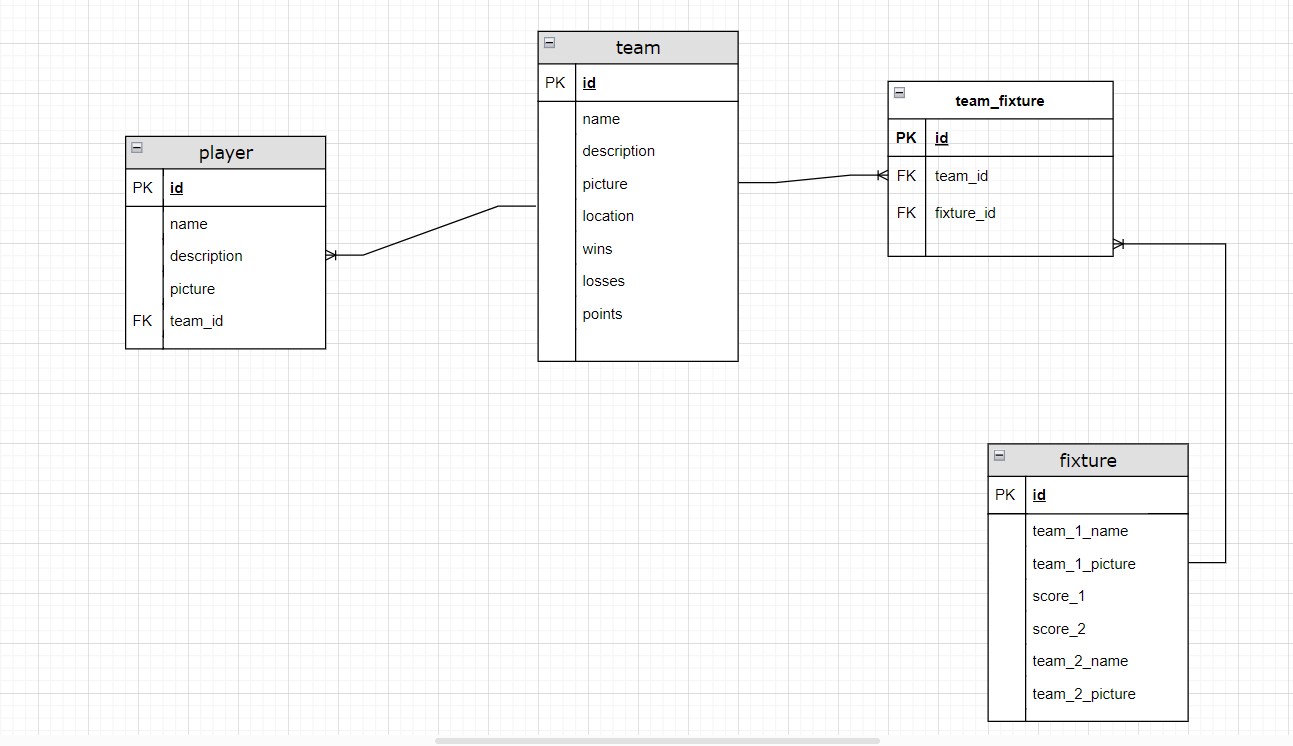 team
PK id
name
description
picture
location
wins
losses
points
team_fixture
PK id
FK team_id
FK fixture_id
player
PK id
name
description
picture
FK team_id
fixture
PK id
team_1_name
team_1_picture
score_1
score_2
team_2_name
team_2_picture